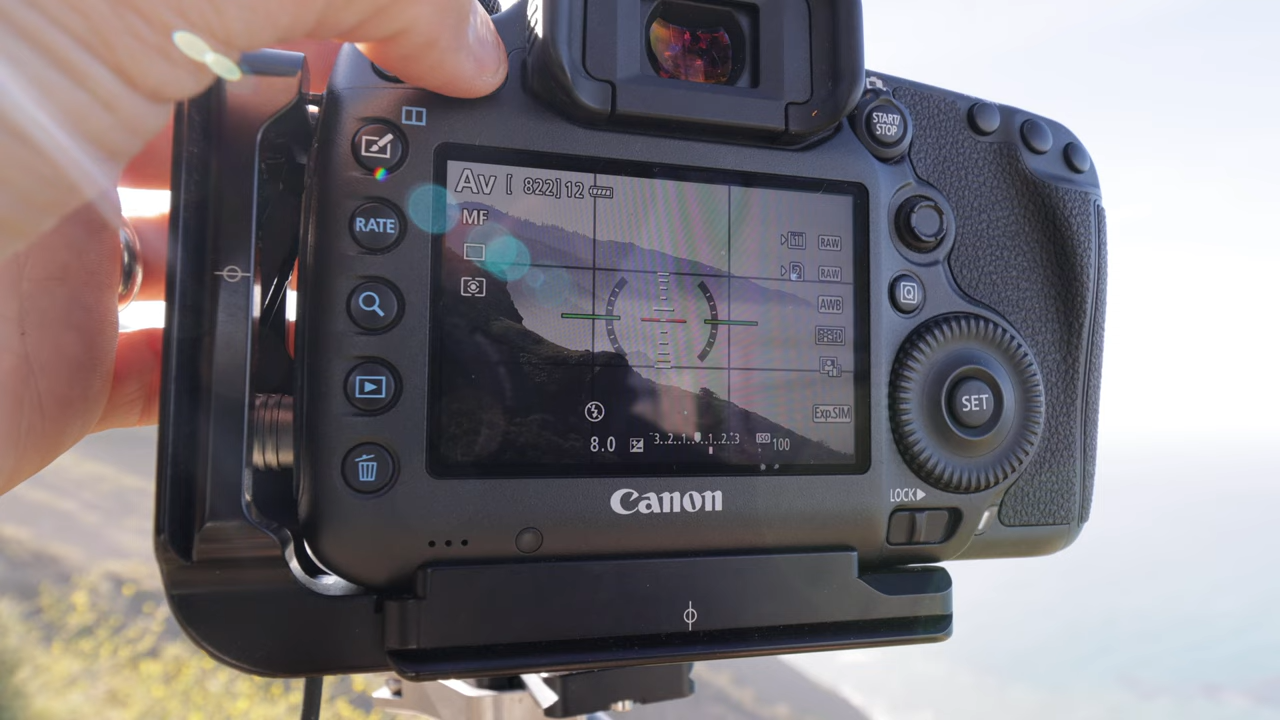 START/
STOP
Av [ 822] 12
MF
RATE
RAW
RAW
AWB
Q
SET
Exp.SIM
8.0 -3..2..1..1..2.:3 ISO 100
Canon
LOCK